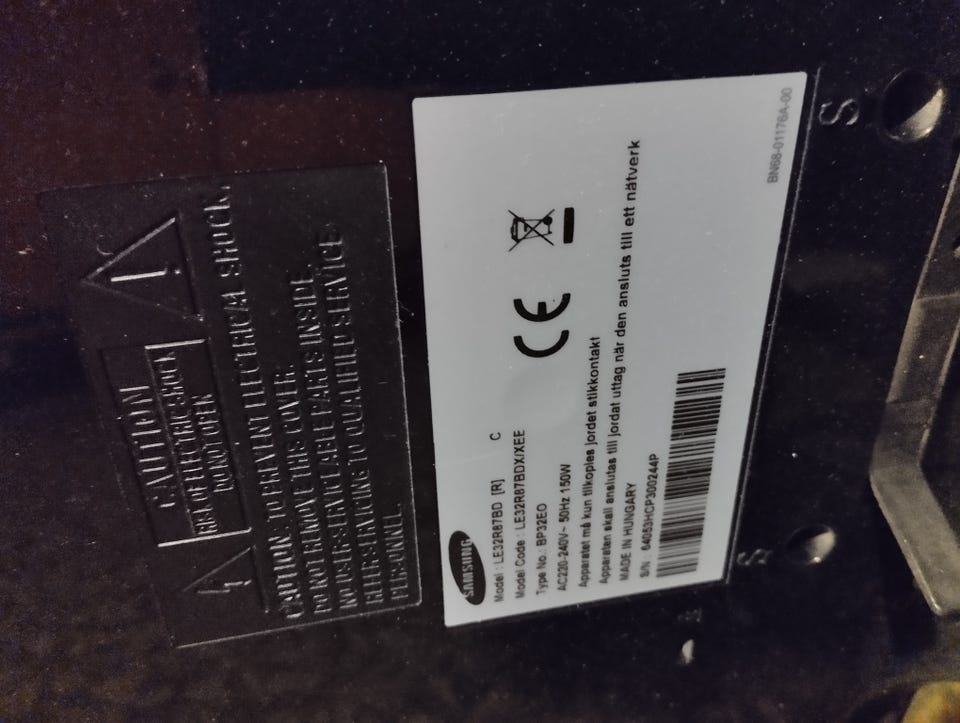 CAUTION
RISK OF ELECTRIC SHOCK
DO NOT OPEN
CAUTION: TO PREVENT ELECTRICAL SHOCK,
DO NOT REMOVE THIS COVER.
NO USER SERVICEABLE PARTS INSIDE.
REFER SERVICING TO QUALIFIED SERVICE
PERSONNEL.
SAMSUNG
Model : LE32R87BD [R] C
Model Code : LE32R87BDX/XEE
Type No.: BP32EO
AC220-240V~ 50Hz 150W
Apparatet må kun tilkoples jordet stikkontakt
Apparaten skall anslutas till jordat uttag när den ansluts till ett nätverk
MADE IN HUNGARY
S/N : 64053HCP300244P
CE
BN68-01176A-00
S
S